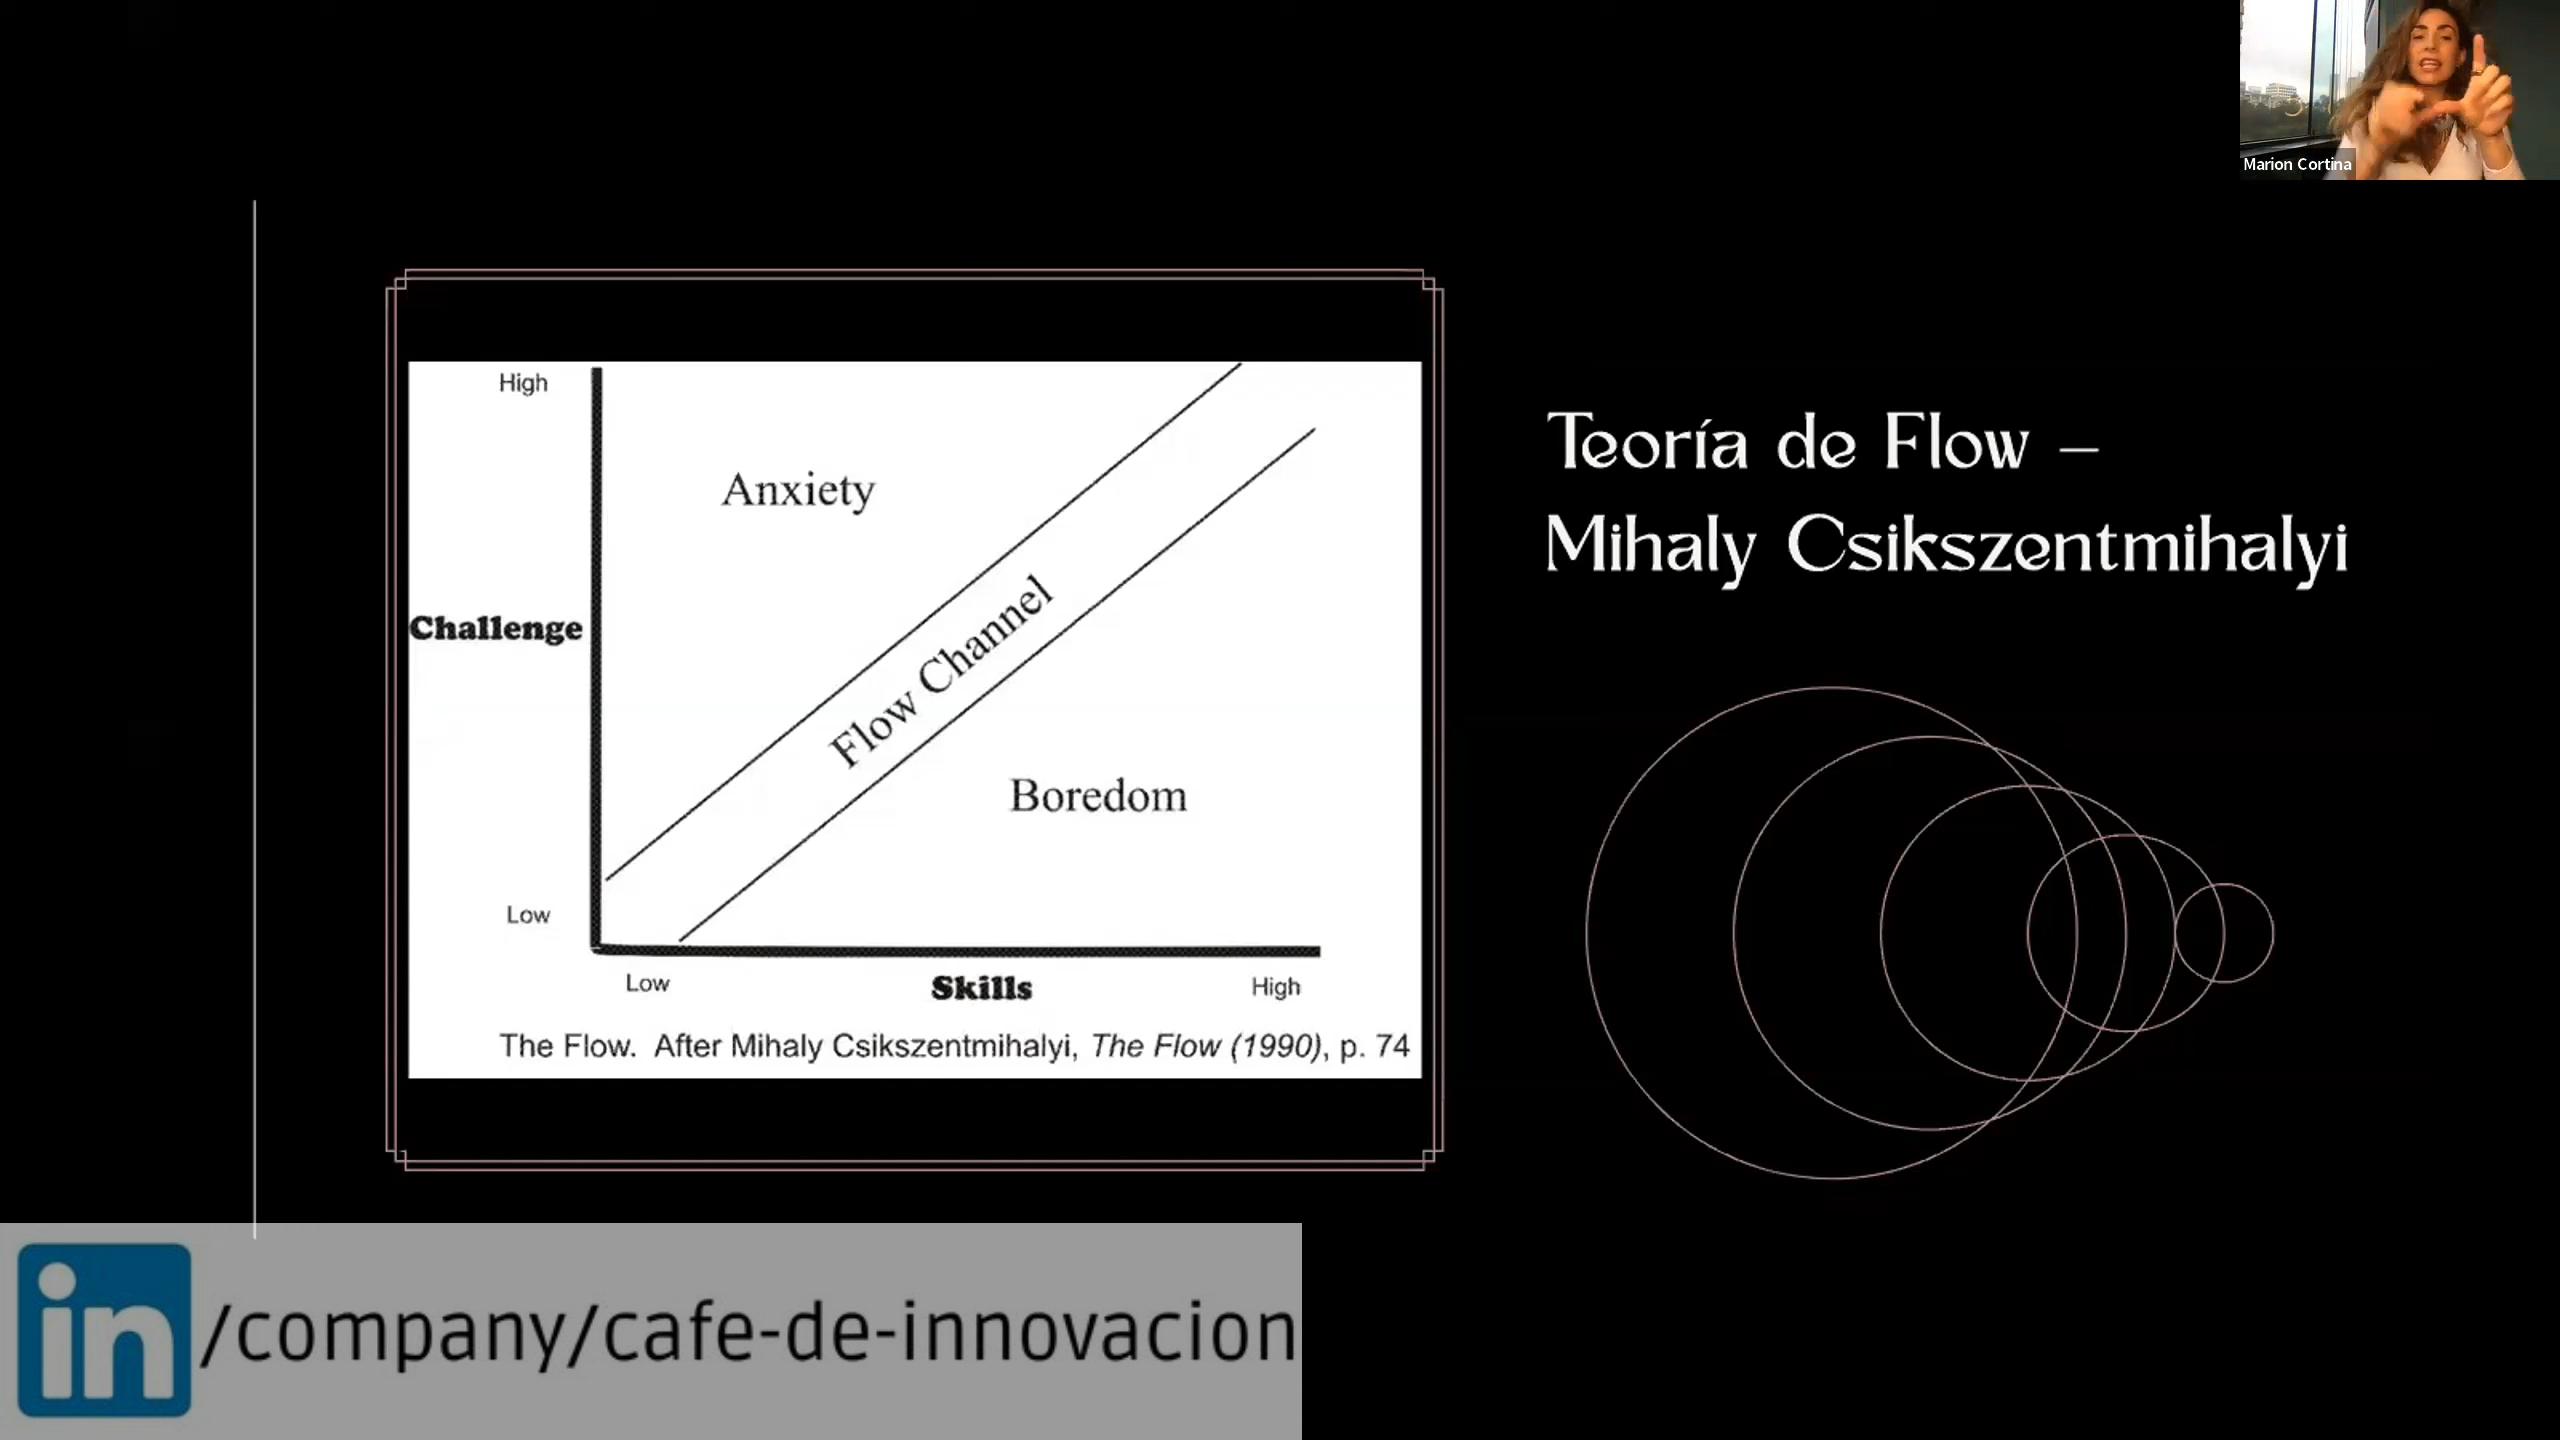 Marion Cortina
Teoría de Flow –
Mihaly Csikszentmihalyi
High
Anxiety
Challenge
Flow Channel
Boredom
Low
Low
Skills
High
The Flow. After Mihaly Csikszentmihalyi, The Flow (1990), p. 74
in /company/cafe-de-innovacion